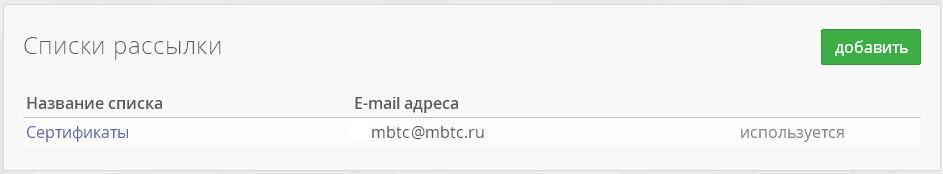 Списки рассылки
добавить
Название списка E-mail адреса
Сертификаты mbtc@mbtc.ru используется